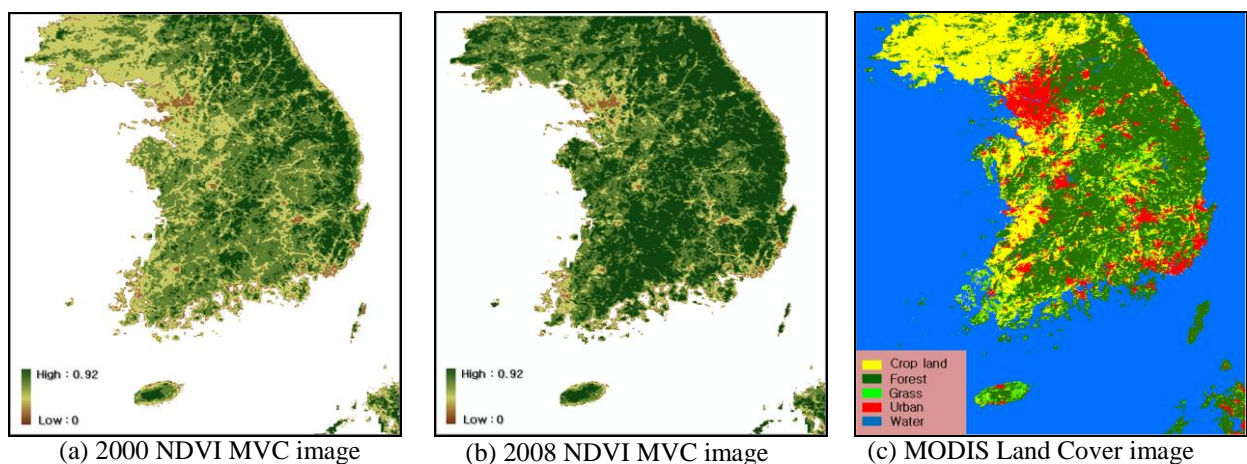 High : 0.92
Low : 0
High : 0.92
Low : 0
Crop land
Forest
Grass
Urban
Water
(a) 2000 NDVI MVC image
(b) 2008 NDVI MVC image
(c) MODIS Land Cover image